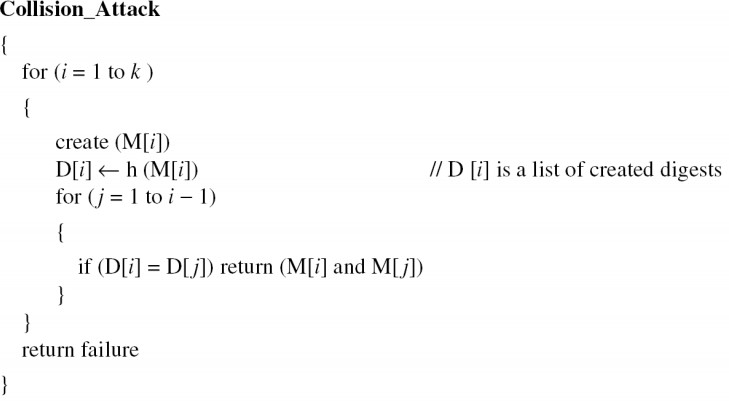 Collision_Attack
{
for (i = 1 to k )
{
create (M[i])
D[i] ← h (M[i]) // D [i] is a list of created digests
for (j = 1 to i − 1)
{
if (D[i] = D[j]) return (M[i] and M[j])
}
}
return failure
}